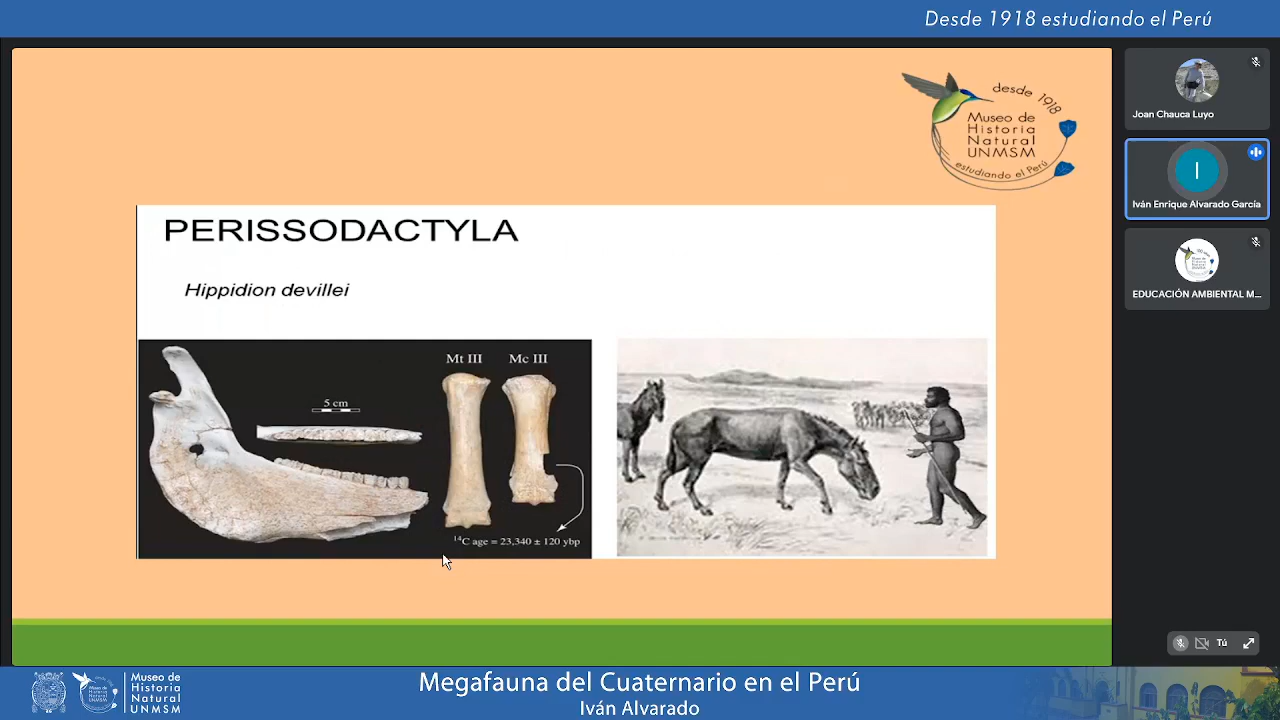 Desde 1918 estudiando el Perú
desde 1918
Museo de
Historia
Natural
UNMSM
estudiando el Perú
PERISSODACTYLA
Hippidion devillei
Mt III
Mc III
5 cm
14C age = 23,340 ± 120 ybp
Joan Chauca Luyo
I
Iván Enrique Alvarado García
EDUCACIÓN AMBIENTAL M...
Tú
Museo de
Historia
Natural
UNMSM
Megafauna del Cuaternario en el Perú
Iván Alvarado